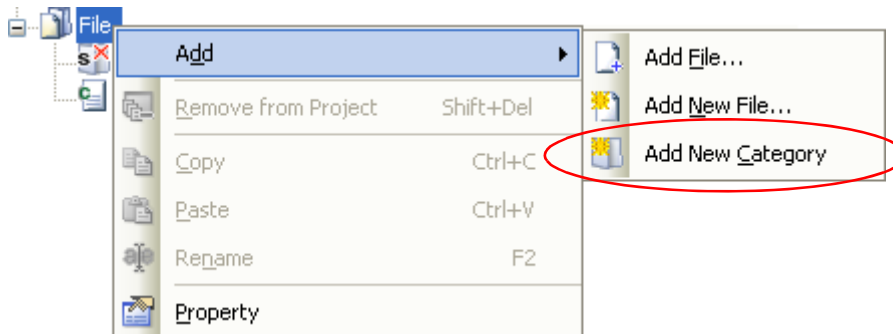 File
Add
Add File...
S
Add New File...
C
Remove from Project Shift+Del
Add New Category
Copy Ctrl+C
Paste Ctrl+V
Rename F2
Property